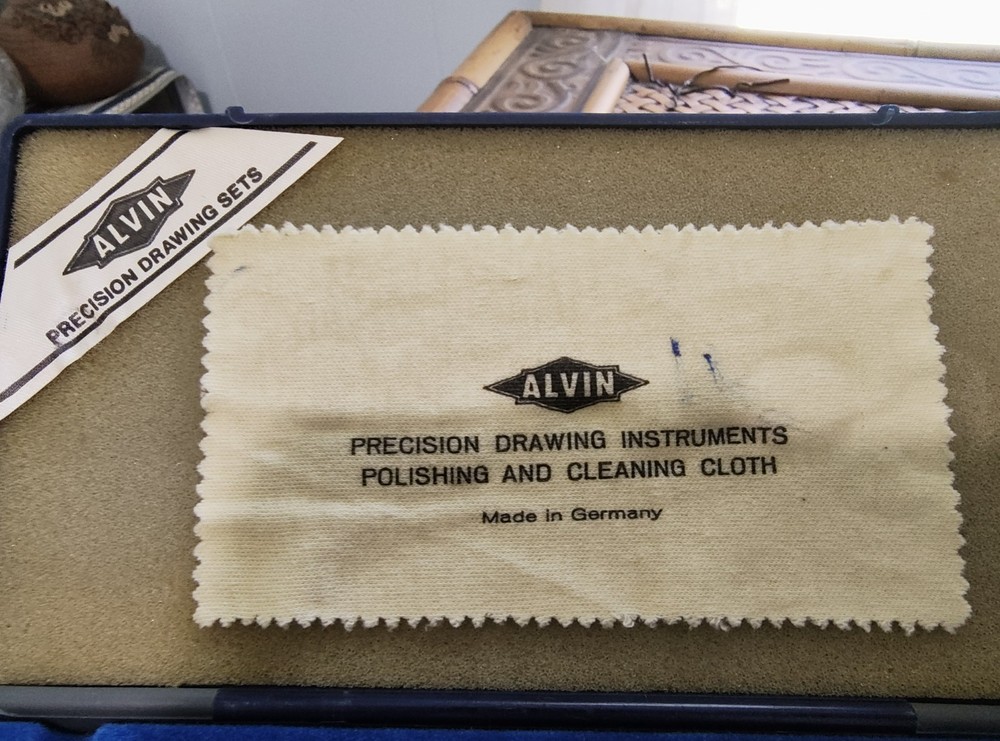 ALVIN
PRECISION DRAWING SETS
ALVIN
PRECISION DRAWING INSTRUMENTS
POLISHING AND CLEANING CLOTH
Made in Germany